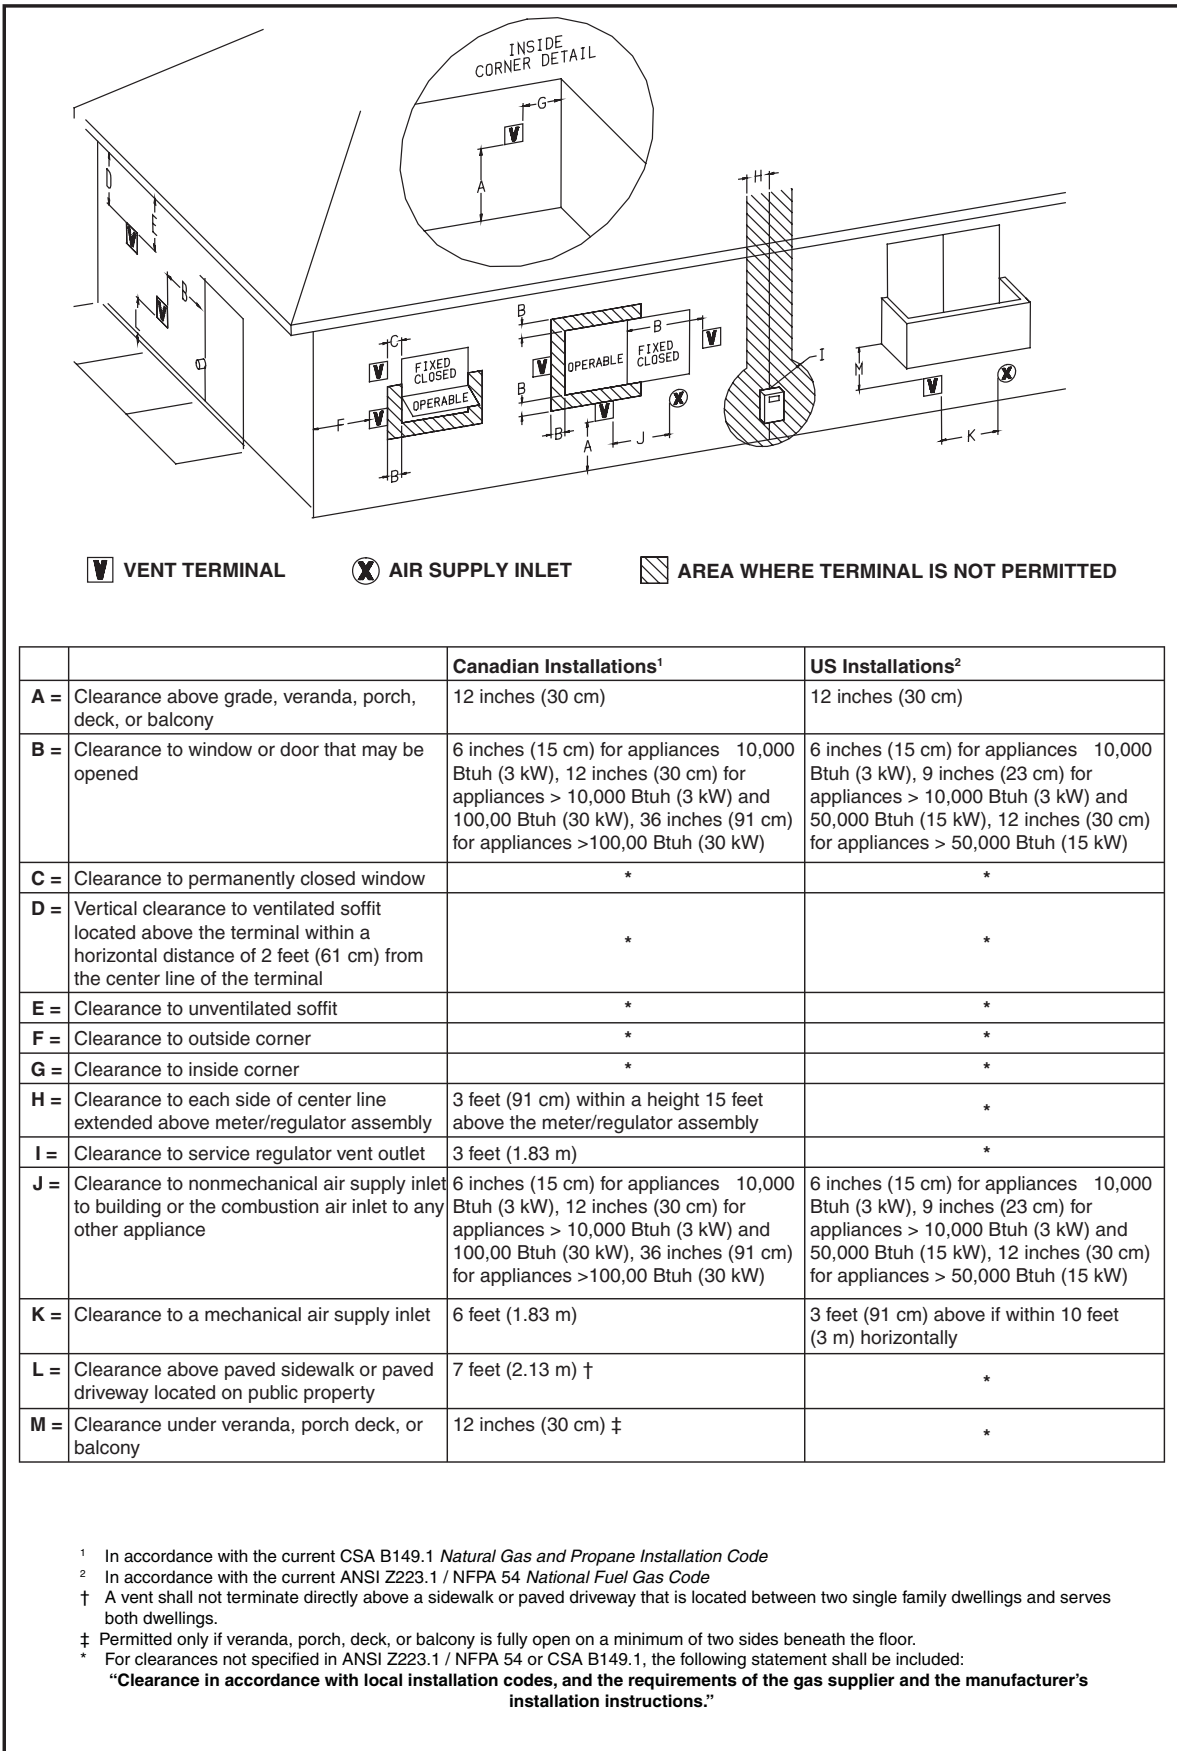 INSIDE
CORNER DETAIL
G
V
A
H
D
E
V
B
V
L
C
V
FIXED
CLOSED
OPERABLE
F
V
B
B
B
V
V
OPERABLE
FIXED
CLOSED
B
V
X
B
A
J
I
M
V
X
K
V VENT TERMINAL
X AIR SUPPLY INLET
AREA WHERE TERMINAL IS NOT PERMITTED
Canadian Installations¹
US Installations²
A =
Clearance above grade, veranda, porch,
deck, or balcony
12 inches (30 cm)
12 inches (30 cm)
B =
Clearance to window or door that may be
opened
6 inches (15 cm) for appliances 10,000
Btuh (3 kW), 12 inches (30 cm) for
appliances > 10,000 Btuh (3 kW) and
100,00 Btuh (30 kW), 36 inches (91 cm)
for appliances >100,00 Btuh (30 kW)
6 inches (15 cm) for appliances 10,000
Btuh (3 kW), 9 inches (23 cm) for
appliances > 10,000 Btuh (3 kW) and
50,000 Btuh (15 kW), 12 inches (30 cm)
for appliances > 50,000 Btuh (15 kW)
C =
Clearance to permanently closed window
*
*
D =
Vertical clearance to ventilated soffit
located above the terminal within a
horizontal distance of 2 feet (61 cm) from
the center line of the terminal
*
*
E =
Clearance to unventilated soffit
*
*
F =
Clearance to outside corner
*
*
G =
Clearance to inside corner
*
*
H =
Clearance to each side of center line
extended above meter/regulator assembly
3 feet (91 cm) within a height 15 feet
above the meter/regulator assembly
*
I =
Clearance to service regulator vent outlet
3 feet (1.83 m)
*
J =
Clearance to nonmechanical air supply inlet
to building or the combustion air inlet to any
other appliance
6 inches (15 cm) for appliances 10,000
Btuh (3 kW), 12 inches (30 cm) for
appliances > 10,000 Btuh (3 kW) and
100,00 Btuh (30 kW), 36 inches (91 cm)
for appliances >100,00 Btuh (30 kW)
6 inches (15 cm) for appliances 10,000
Btuh (3 kW), 9 inches (23 cm) for
appliances > 10,000 Btuh (3 kW) and
50,000 Btuh (15 kW), 12 inches (30 cm)
for appliances > 50,000 Btuh (15 kW)
K =
Clearance to a mechanical air supply inlet
6 feet (1.83 m)
3 feet (91 cm) above if within 10 feet
(3 m) horizontally
L =
Clearance above paved sidewalk or paved
driveway located on public property
7 feet (2.13 m) †
*
M =
Clearance under veranda, porch deck, or
balcony
12 inches (30 cm) ‡
*
¹ In accordance with the current CSA B149.1 Natural Gas and Propane Installation Code
² In accordance with the current ANSI Z223.1 / NFPA 54 National Fuel Gas Code
† A vent shall not terminate directly above a sidewalk or paved driveway that is located between two single family dwellings and serves
both dwellings.
‡ Permitted only if veranda, porch, deck, or balcony is fully open on a minimum of two sides beneath the floor.
* For clearances not specified in ANSI Z223.1 / NFPA 54 or CSA B149.1, the following statement shall be included:
“Clearance in accordance with local installation codes, and the requirements of the gas supplier and the manufacturer’s
installation instructions.”